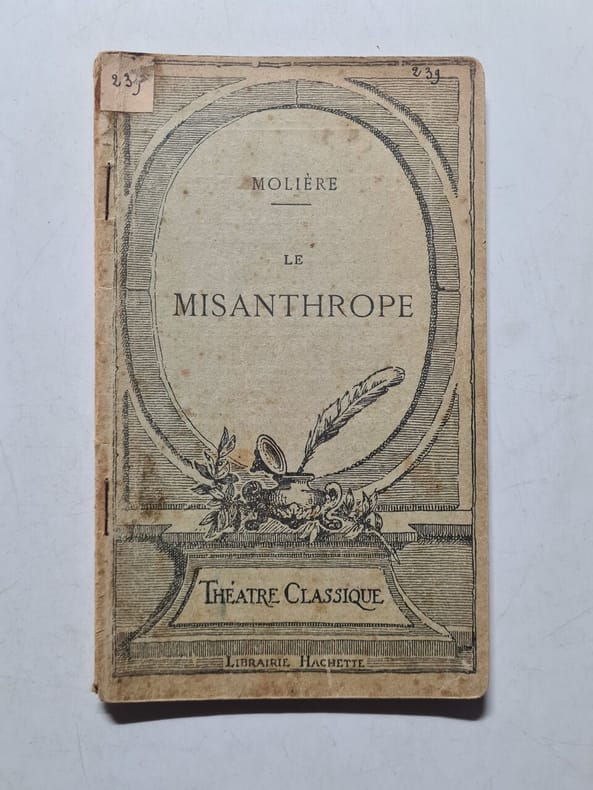 239
239
MOLIÈRE
LE
MISANTHROPE
THÉATRE CLASSIQUE
LIBRAIRIE HACHETTE